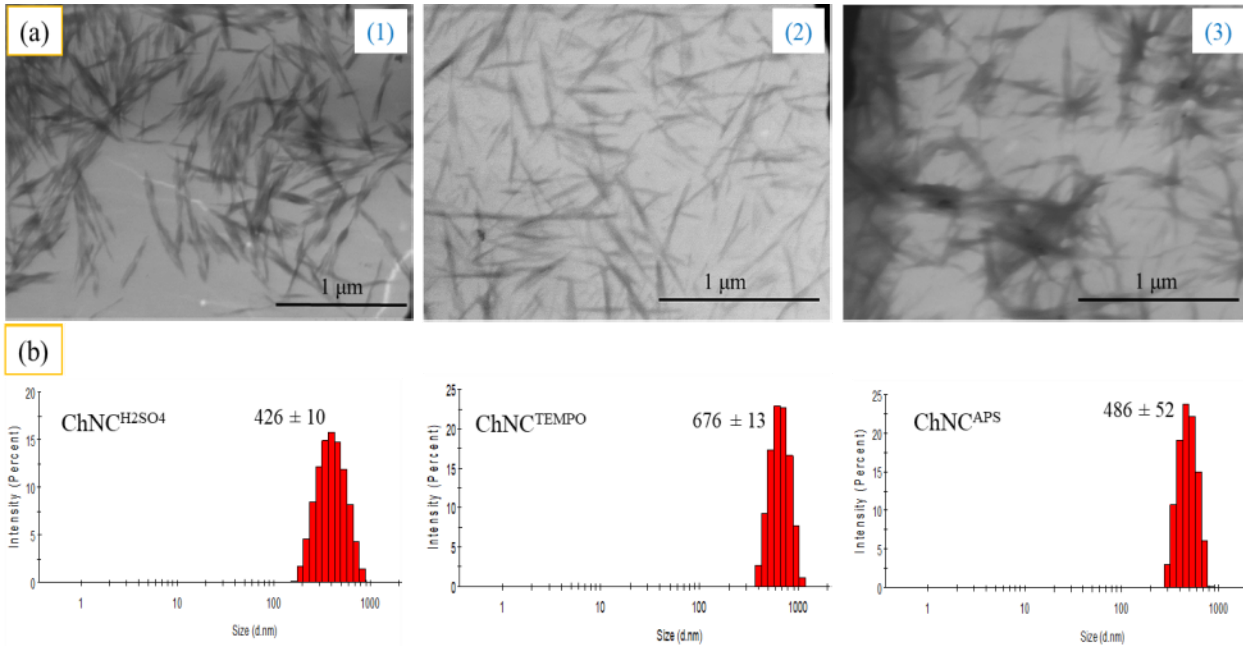 (a)
(1)
1 μm
(2)
1 μm
(3)
1 μm
(b)
20
15
10
5
0
Intensity (Percent)
ChNC^H2SO4
426 ± 10
1
10
100
1000
Size (d.nm)
25
20
15
10
5
0
Intensity (Percent)
ChNC^TEMPO
676 ± 13
1
10
100
1000
Size (d.nm)
25
20
15
10
5
0
Intensity (Percent)
ChNC^APS
486 ± 52
1
10
100
1000
Size (d.nm)